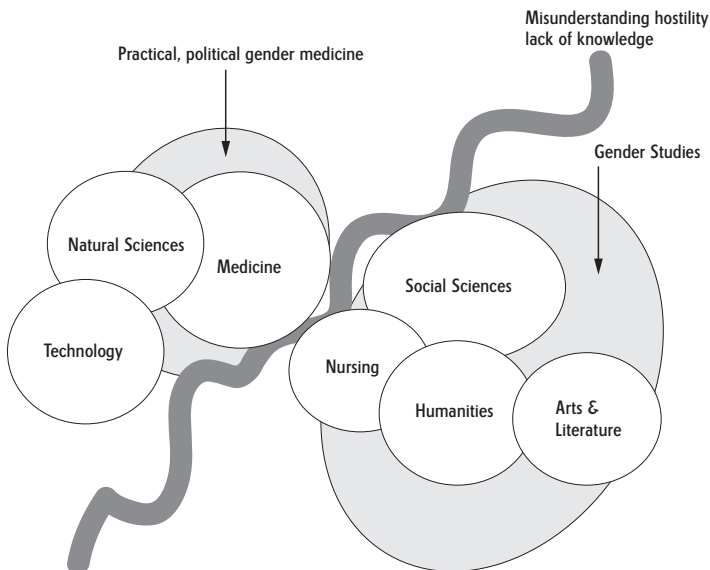 Misunderstanding hostility
lack of knowledge
Practical, political gender medicine
Gender Studies
Natural Sciences
Medicine
Social Sciences
Technology
Nursing
Humanities
Arts &
Literature